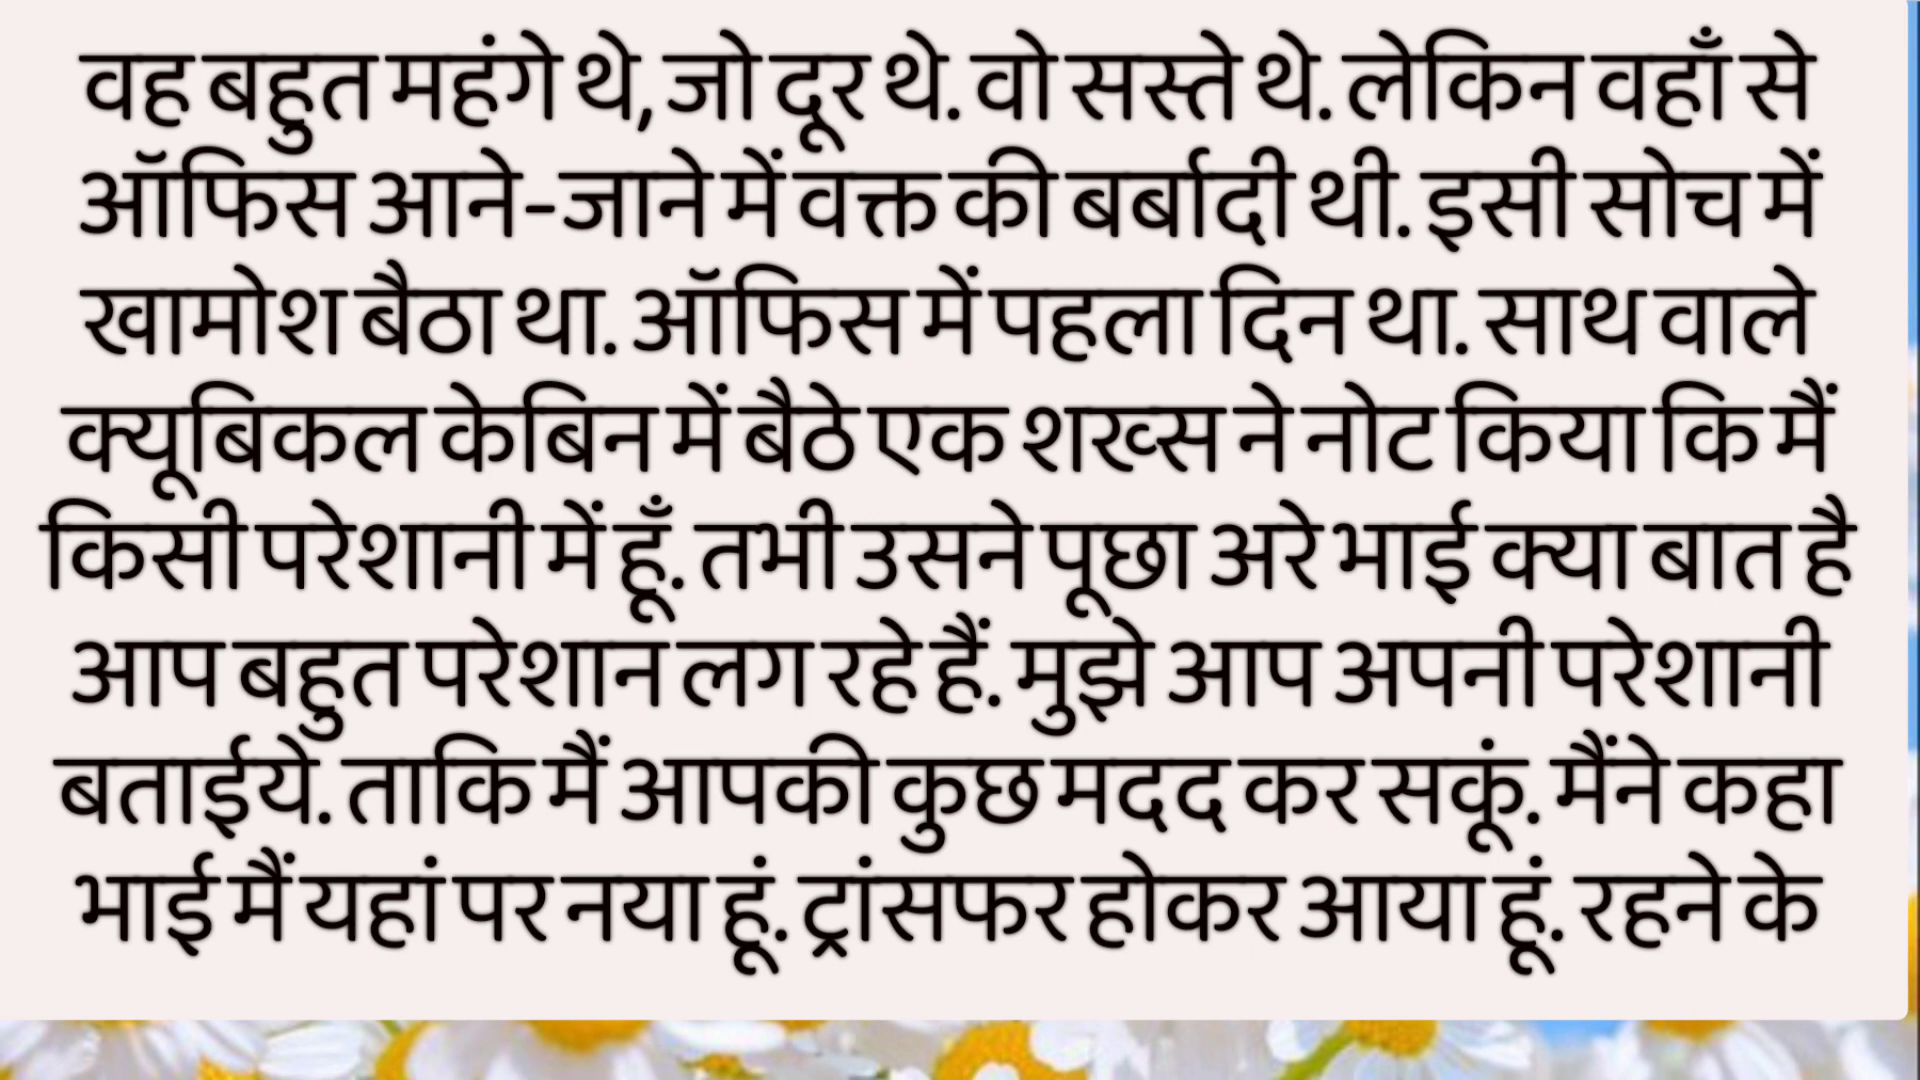 वह बहुत महंगे थे, जो दूर थे. वो सस्ते थे. लेकिन वहाँ से
ऑफिस आने-जाने में वक्त की बर्बादी थी. इसी सोच में
खामोश बैठा था. ऑफिस में पहला दिन था. साथ वाले
क्यूबिकल केबिन में बैठे एक शख्स ने नोट किया कि मैं
किसी परेशानी में हूँ. तभी उसने पूछा अरे भाई क्या बात है
आप बहुत परेशान लग रहे हैं. मुझे आप अपनी परेशानी
बताईये. ताकि मैं आपकी कुछ मदद कर सकूं. मैंने कहा
भाई मैं यहां पर नया हूं. ट्रांसफर होकर आया हूं. रहने के